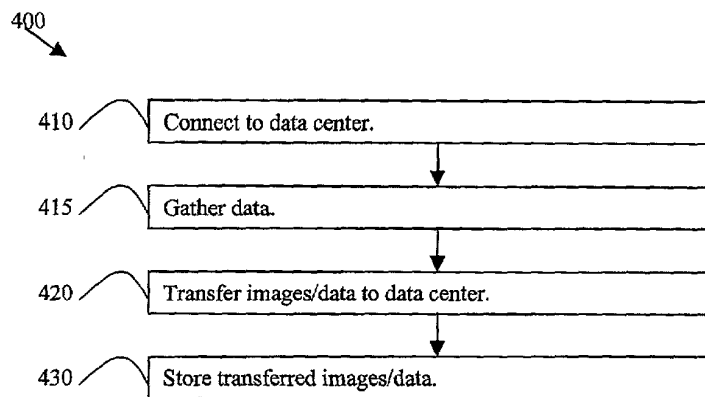 400
410 Connect to data center.
415 Gather data.
420 Transfer images/data to data center.
430 Store transferred images/data.